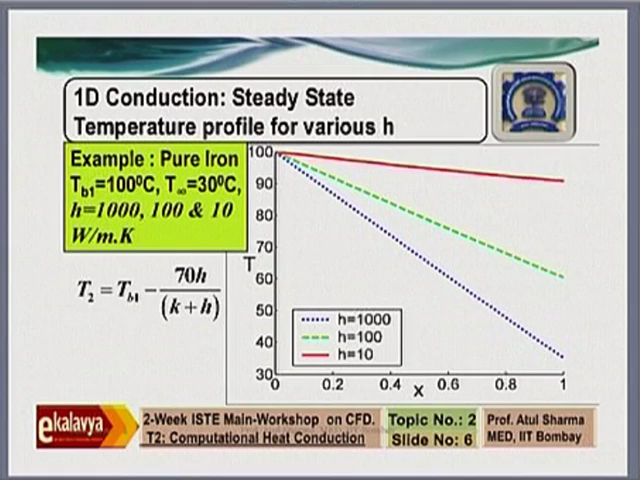 1D Conduction: Steady State
Temperature profile for various h
Example : Pure Iron
T_b1=100⁰C, T_∞=30⁰C,
h=1000, 100 & 10
W/m.K
T₂ = T_b1 − 70h / (k + h)
100
90
80
70
T
60
50
40
30
h=1000
h=100
h=10
0 0.2 0.4 0.6 0.8 1
x
ekalavya
2-Week ISTE Main-Workshop on CFD.
T2: Computational Heat Conduction
Topic No.: 2
Slide No: 6
Prof. Atul Sharma
MED, IIT Bombay